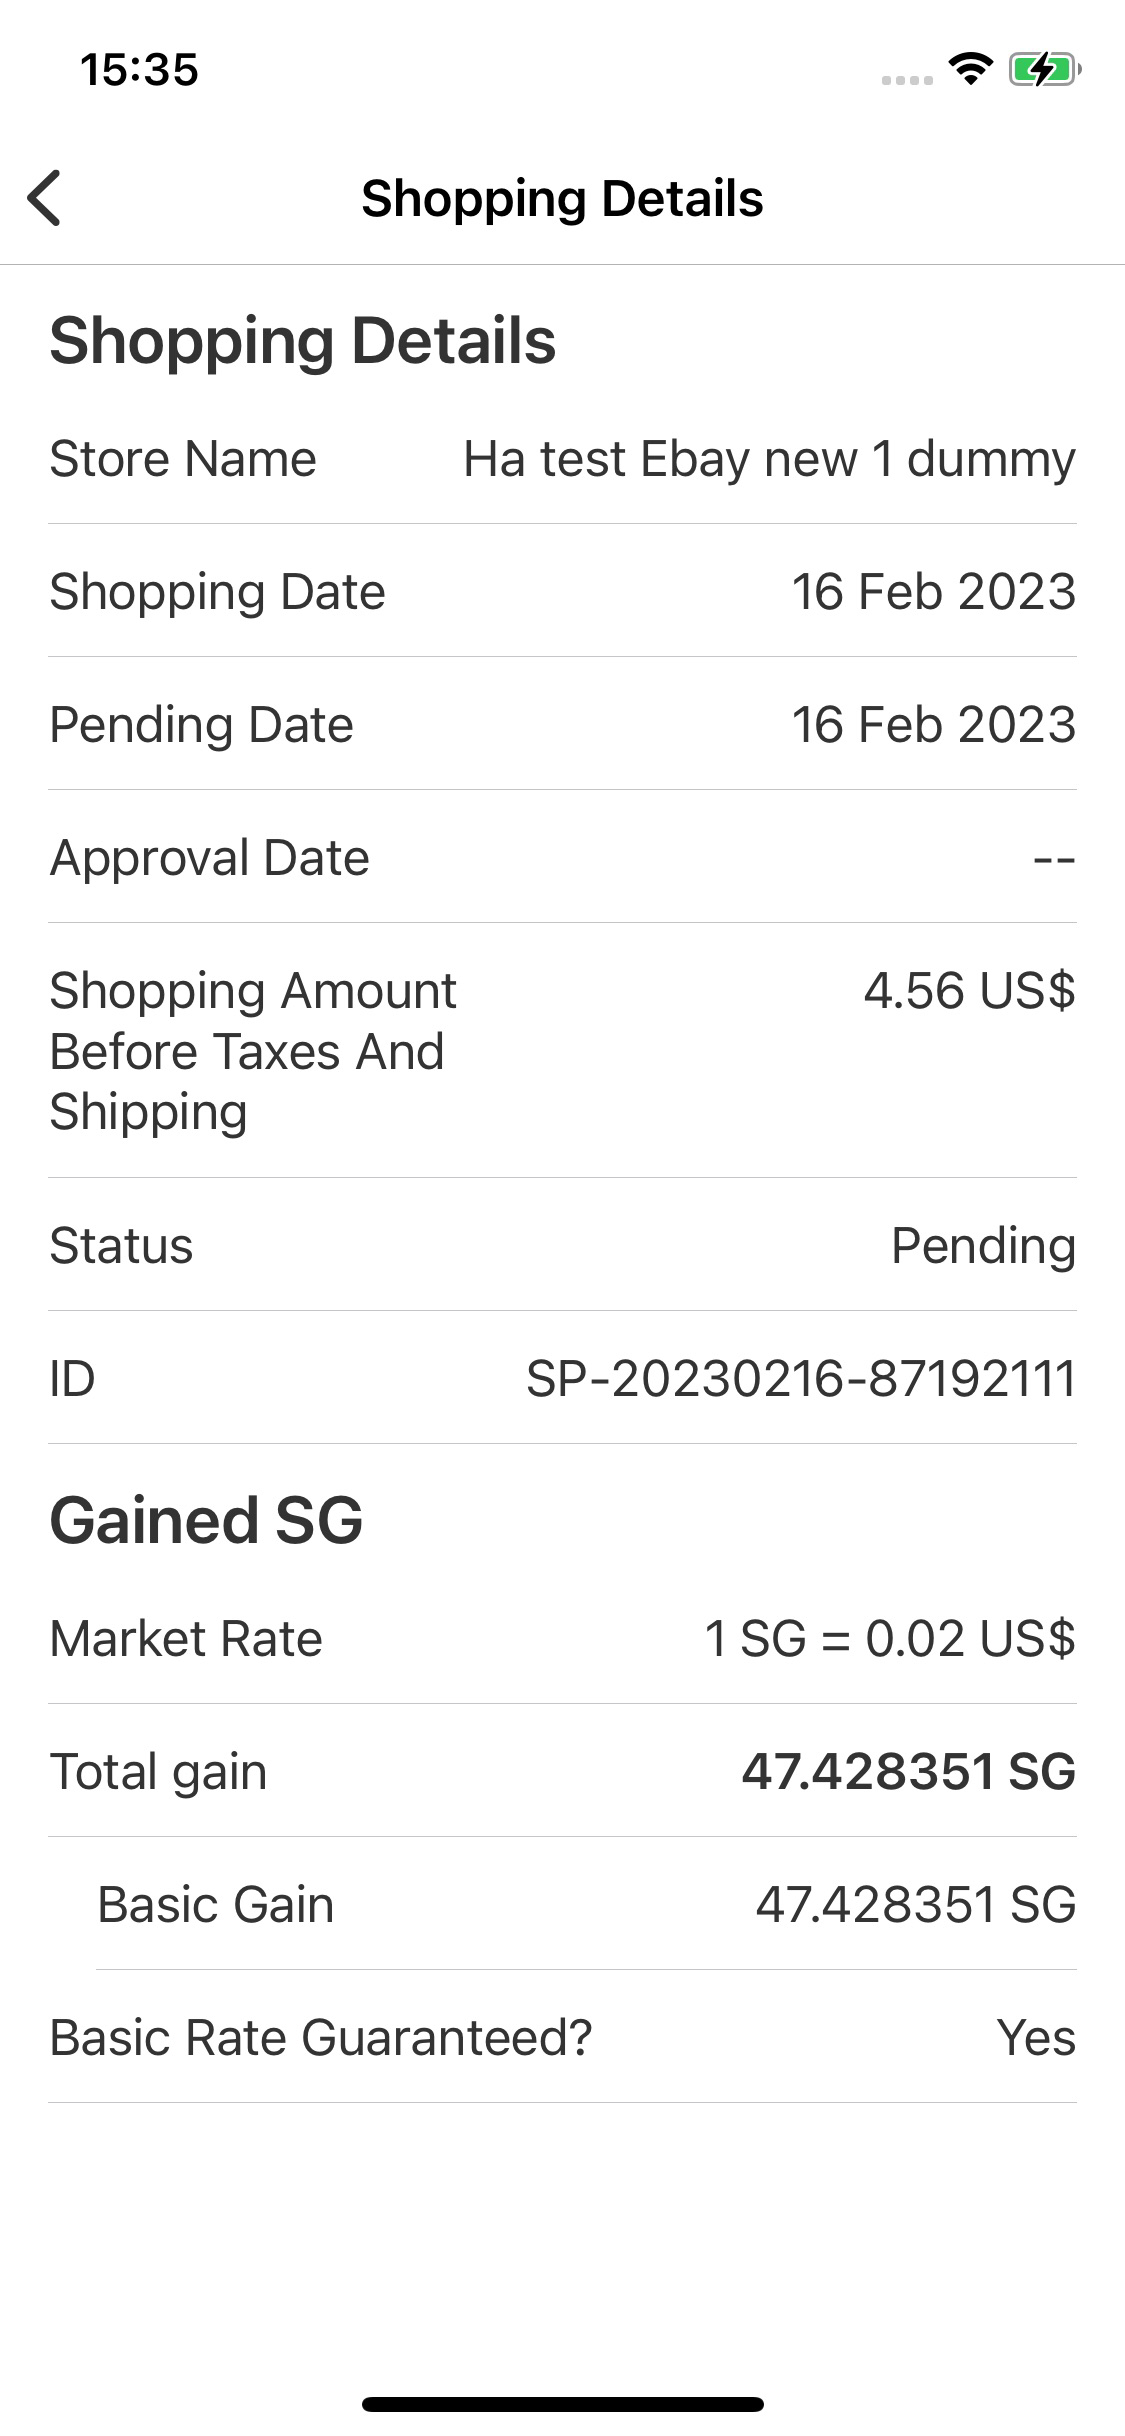 15:35
Shopping Details
Shopping Details
Store Name Ha test Ebay new 1 dummy
Shopping Date 16 Feb 2023
Pending Date 16 Feb 2023
Approval Date --
Shopping Amount 4.56 US$
Before Taxes And
Shipping
Status Pending
ID SP-20230216-87192111
Gained SG
Market Rate 1 SG = 0.02 US$
Total gain 47.428351 SG
Basic Gain 47.428351 SG
Basic Rate Guaranteed? Yes